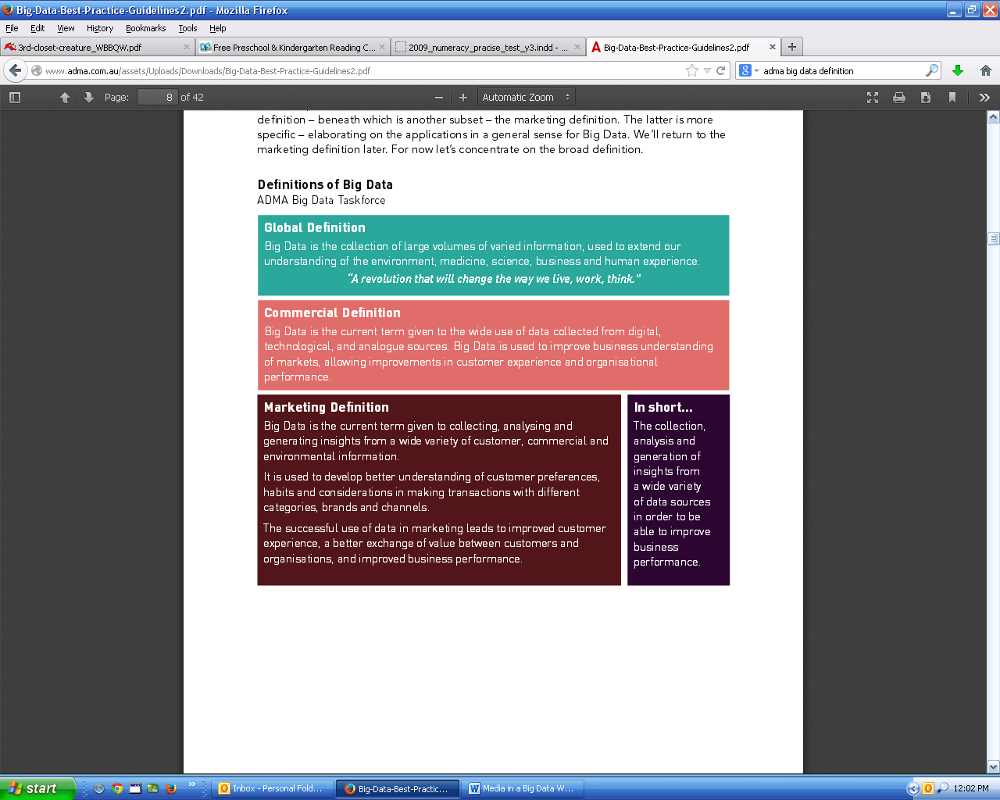 Big-Data-Best-Practice-Guidelines2.pdf - Mozilla Firefox
File Edit View History Bookmarks Tools Help
3rd-closet-creature_WBBQW.pdf
Free Preschool & Kindergarten Reading C...
2009_numeracy_pracise_test_y3.indd - ...
Big-Data-Best-Practice-Guidelines2.pdf
www.adma.com.au/assets/Uploads/Downloads/Big-Data-Best-Practice-Guidelines2.pdf
adma big data definition
Page: 8 of 42
Automatic Zoom
definition – beneath which is another subset – the marketing definition. The latter is more
specific – elaborating on the applications in a general sense for Big Data. We’ll return to the
marketing definition later. For now let’s concentrate on the broad definition.
Definitions of Big Data
ADMA Big Data Taskforce
Global Definition
Big Data is the collection of large volumes of varied information, used to extend our
understanding of the environment, medicine, science, business and human experience.
“A revolution that will change the way we live, work, think.”
Commercial Definition
Big Data is the current term given to the wide use of data collected from digital,
technological, and analogue sources. Big Data is used to improve business understanding
of markets, allowing improvements in customer experience and organisational
performance.
Marketing Definition
Big Data is the current term given to collecting, analysing and
generating insights from a wide variety of customer, commercial and
environmental information.
It is used to develop better understanding of customer preferences,
habits and considerations in making transactions with different
categories, brands and channels.
The successful use of data in marketing leads to improved customer
experience, a better exchange of value between customers and
organisations, and improved business performance.
In short...
The collection,
analysis and
generation of
insights from
a wide variety
of data sources
in order to be
able to improve
business
performance.
start
Inbox - Personal Fold...
Big-Data-Best-Practic...
Media in a Big Data W...
12:02 PM